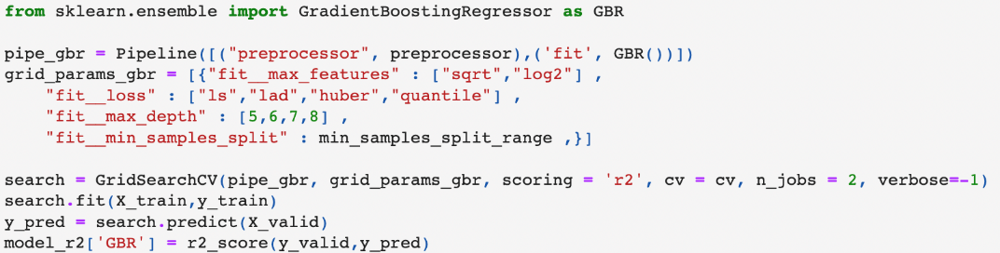 from sklearn.ensemble import GradientBoostingRegressor as GBR
pipe_gbr = Pipeline([("preprocessor", preprocessor),('fit', GBR())])
grid_params_gbr = [{"fit__max_features" : ["sqrt","log2"] ,
"fit__loss" : ["ls","lad","huber","quantile"] ,
"fit__max_depth" : [5,6,7,8] ,
"fit__min_samples_split" : min_samples_split_range ,}]
search = GridSearchCV(pipe_gbr, grid_params_gbr, scoring = 'r2', cv = cv, n_jobs = 2, verbose=-1)
search.fit(X_train,y_train)
y_pred = search.predict(X_valid)
model_r2['GBR'] = r2_score(y_valid,y_pred)